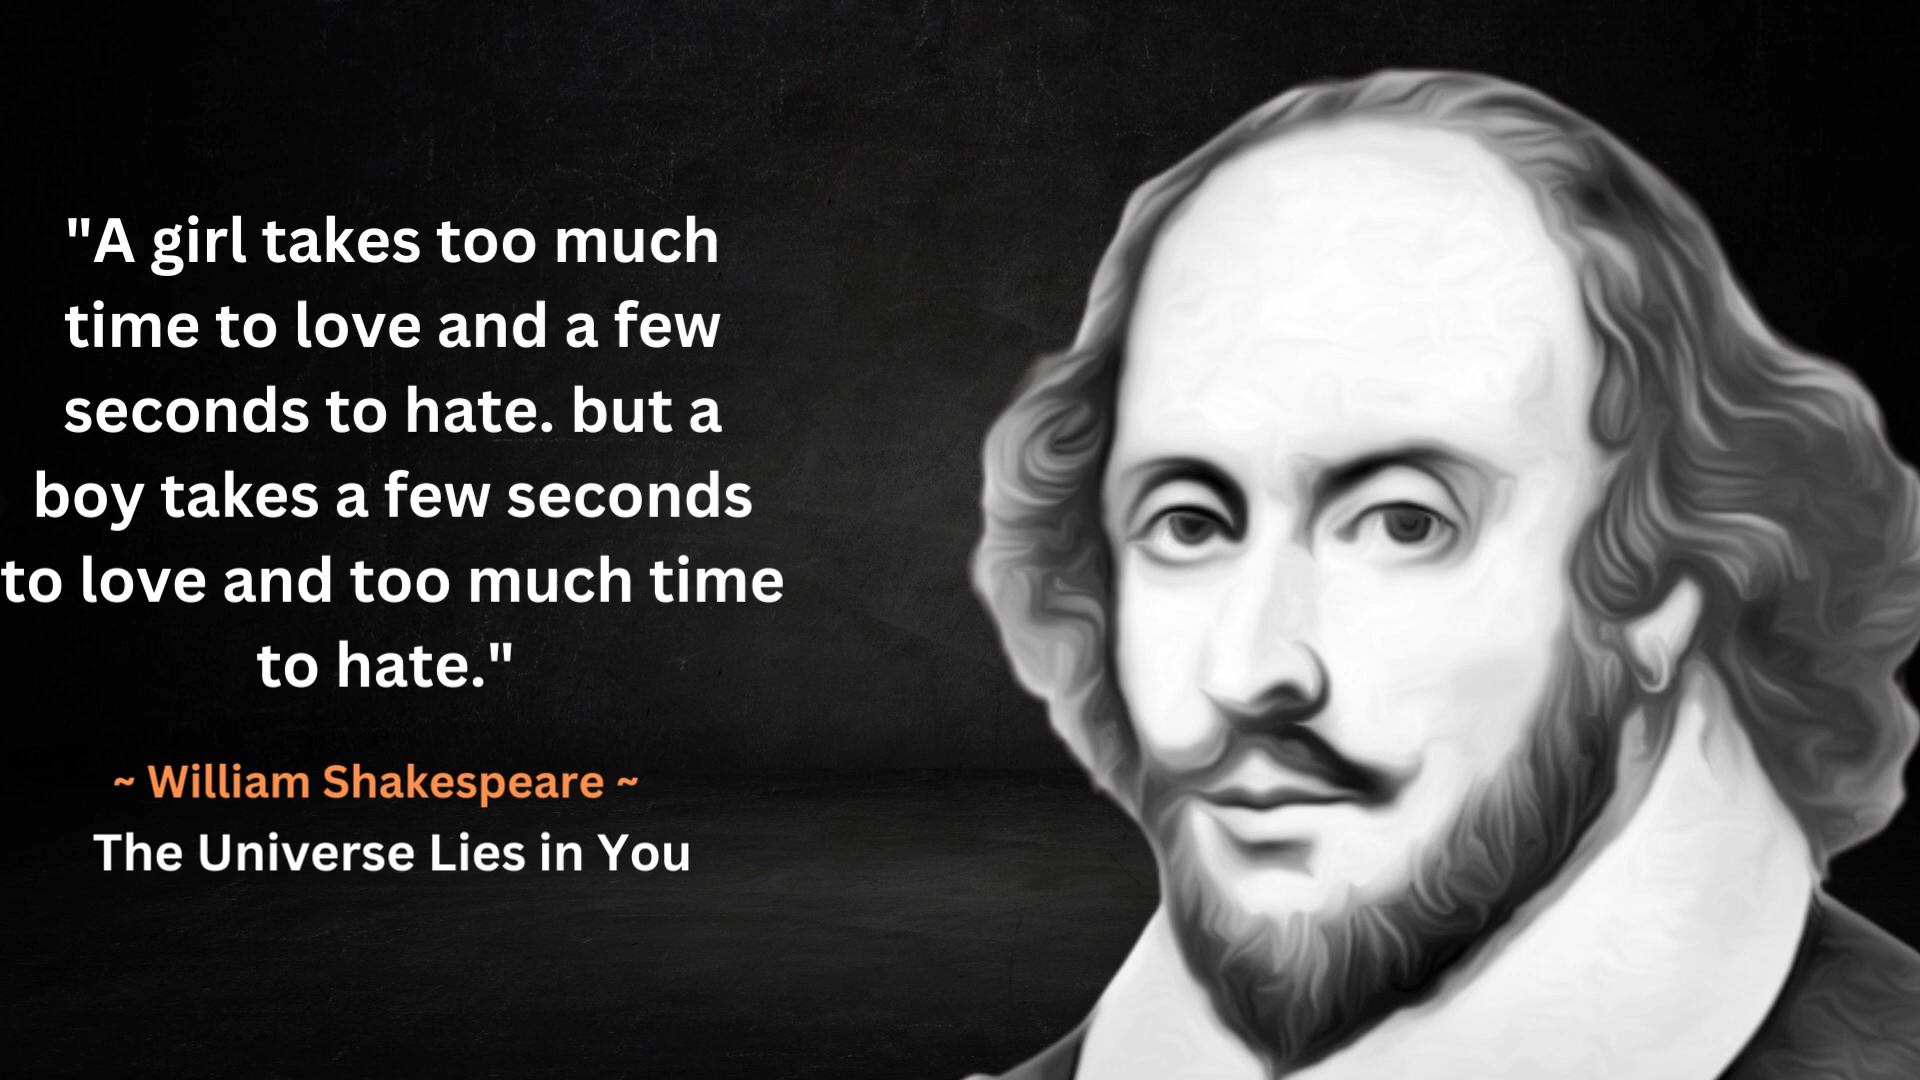 "A girl takes too much
time to love and a few
seconds to hate. but a
boy takes a few seconds
to love and too much time
to hate."
~ William Shakespeare ~
The Universe Lies in You